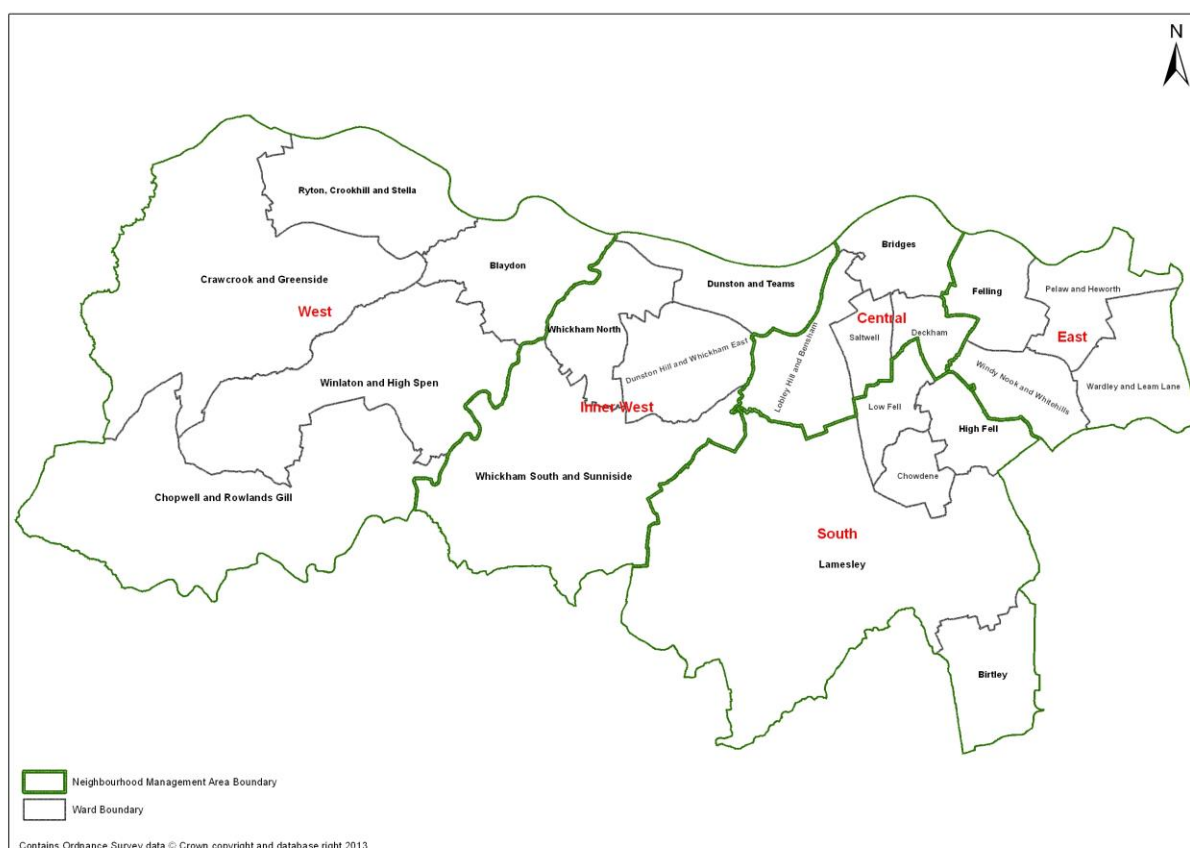 N
Ryton, Crookhill and Stella
Bridges
Blaydon
Crawcrook and Greenside
Dunston and Teams
Felling
Pelaw and Heworth
West
Central
Whickham North
Saltwell
Deckham
East
Dunston Hill and Whickham East
Lobley Hill and Bensham
Windy Nook and Whitehills
Winlaton and High Spen
Wardley and Leam Lane
Inner West
Low Fell
High Fell
Whickham South and Sunniside
Chowdene
Chopwell and Rowlands Gill
South
Lamesley
Birtley
Neighbourhood Management Area Boundary
Ward Boundary
Contains Ordnance Survey data © Crown copyright and database right 2013